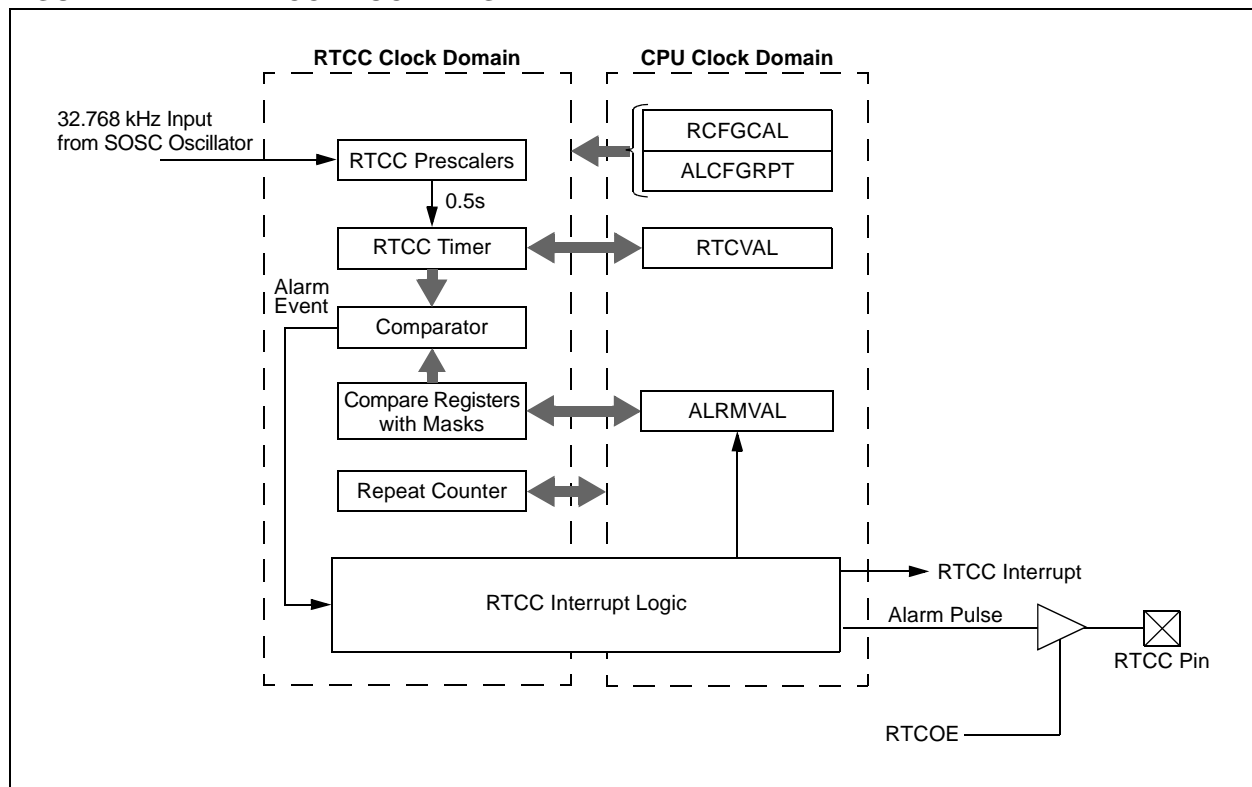 RTCC Clock Domain
CPU Clock Domain
32.768 kHz Input
from SOSC Oscillator
RTCC Prescalers
0.5s
RTCC Timer
Alarm
Event
Comparator
Compare Registers
with Masks
Repeat Counter
RCFGCAL
ALCFGRPT
RTCVAL
ALRMVAL
RTCC Interrupt Logic
RTCC Interrupt
Alarm Pulse
RTCC Pin
RTCOE